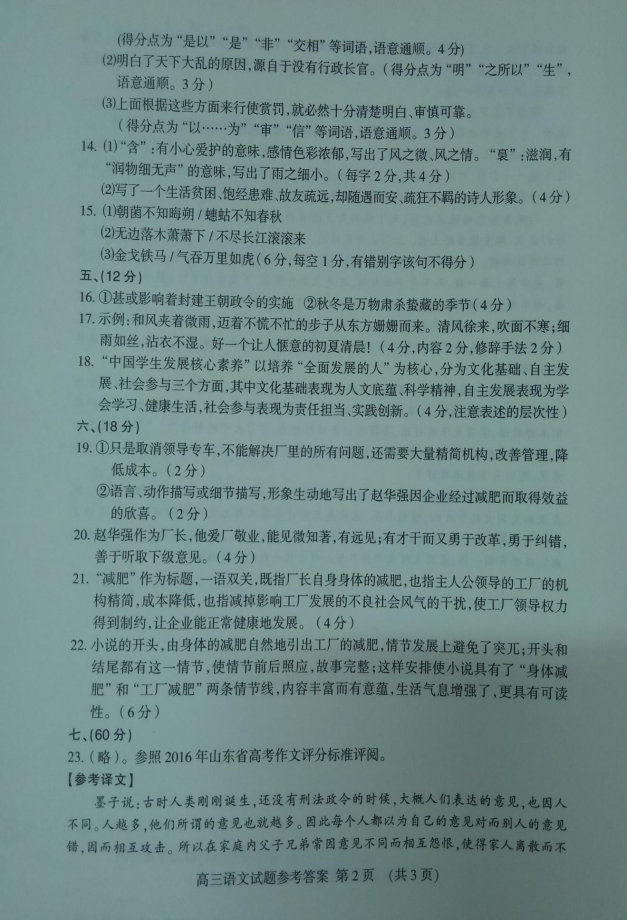 (得分点为“是以”“是”“非”“交相”等词语,语意通顺。4分)
⑵明白了天下大乱的原因,源自于没有行政长官。(得分点为“明”“之所以”“生”,
语意通顺。3分)
⑶上面根据这些方面来行使赏罚,就必然十分清楚明白、审慎可靠。
(得分点为“以……为”“审”“信”等词语,语意通顺。3分)
14. ⑴“含”:有小心爱护的意味,感情色彩浓郁,写出了风之微、风之情。“裛”:滋润,有
“润物细无声”的意味,写出了雨之细小。(每字2分,共4分)
⑵写了一个生活贫困、饱经患难、故友疏远,却随遇而安、疏狂不羁的诗人形象。(4分)
15. ⑴朝菌不知晦朔/蟪蛄不知春秋
⑵无边落木萧萧下/不尽长江滚滚来
⑶金戈铁马/气吞万里如虎(6分,每空1分,有错别字该句不得分)
五、(12分)
16. ①甚或影响着封建王朝政令的实施 ②秋冬是万物肃杀蛰藏的季节(4分)
17. 示例:和风夹着微雨,迈着不慌不忙的步子从东方姗姗而来。清风徐来,吹面不寒;细
雨如丝,沾衣不湿。好一个让人惬意的初夏清晨!(4分,内容2分,修辞手法2分)
18. “中国学生发展核心素养”以培养“全面发展的人”为核心,分为文化基础、自主发
展、社会参与三个方面,其中文化基础表现为人文底蕴、科学精神,自主发展表现为学
会学习、健康生活,社会参与表现为责任担当、实践创新。(4分,注意表述的层次性)
六、(18分)
19. ①只是取消领导专车,不能解决厂里的所有问题,还需要大量精简机构,改善管理,降
低成本。(2分)
②语言、动作描写或细节描写,形象生动地写出了赵华强因企业经过减肥而取得效益
的欣喜。(2分)
20. 赵华强作为厂长,他爱厂敬业,能见微知著,有远见;有才干而又勇于改革,勇于纠错,
善于听取下级意见。(4分)
21. “减肥”作为标题,一语双关,既指厂长自身身体的减肥,也指主人公领导的工厂的机
构精简,成本降低,也指减掉影响工厂发展的不良社会风气的干扰,使工厂领导权力
得到制约,让企业能正常健康地发展。(4分)
22. 小说的开头,由身体的减肥自然地引出工厂的减肥,情节发展上避免了突兀;开头和
结尾都有这一情节,使情节前后照应,故事完整;这样安排使小说具有了“身体减
肥”和“工厂减肥”两条情节线,内容丰富而有意蕴,生活气息增强了,更具有可读
性。(6分)
七、(60分)
23. (略)。参照2016年山东省高考作文评分标准评阅。
【参考译文】
墨子说:古时人类刚刚诞生,还没有刑法政令的时候,大概人们表达的意见,也因人
不同。人越多,他们所谓的意见也就越多。因此每个人都以为自己的意见对而别人的意见
错,因而相互攻击。所以在家庭内父子兄弟常因意见不同而相互怨恨,使得家人离散而不
高三语文试题参考答案 第2页 (共3页)